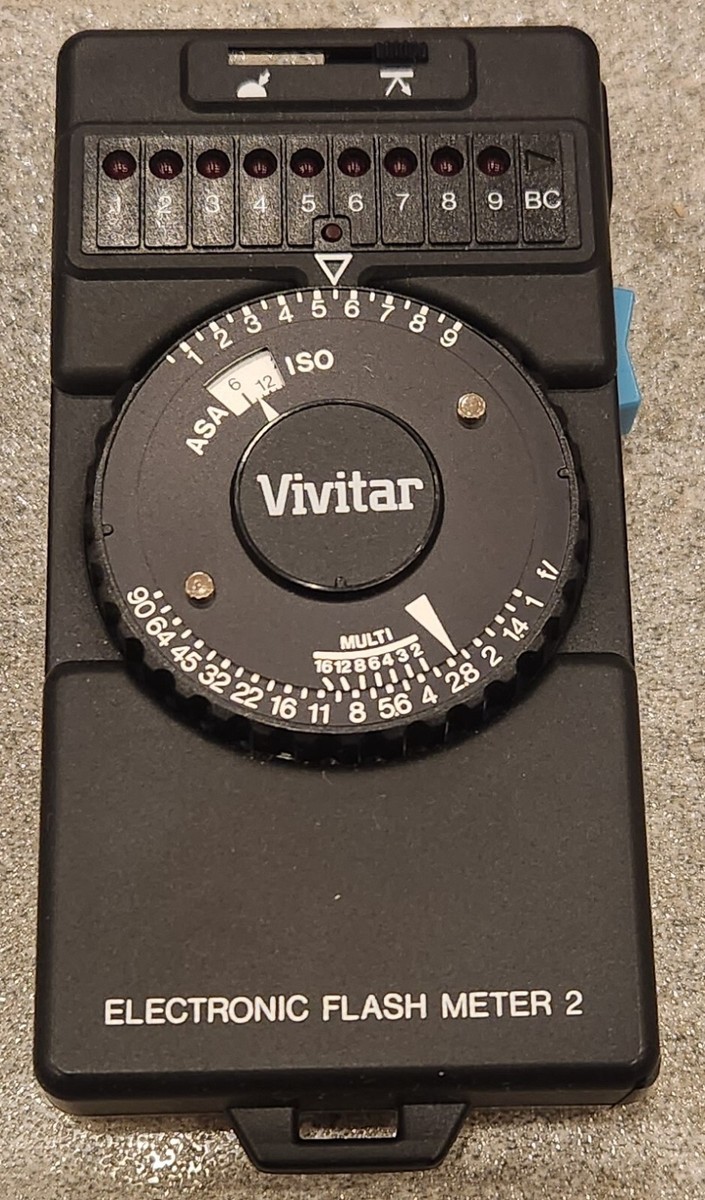 1 2 3 4 5 6 7 8 9 BC
1 2 3 4 5 6 7 8 9
ASA 6 12 ISO
Vivitar
MULTI
16 12 8 6 4 3 2
90 64 45 32 22 16 11 8 5.6 4 2.8 2 1.4 1 f/
ELECTRONIC FLASH METER 2